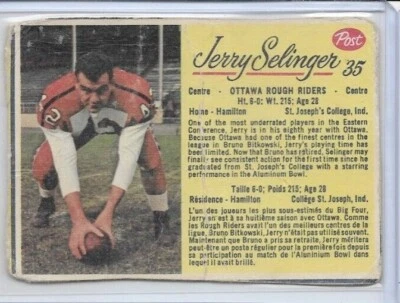 Post
Jerry Selinger
35
Centre - OTTAWA ROUGH RIDERS - Centre
Ht. 6-0; Wt. 215; Age 28
Home - Hamilton St. Joseph's College, Ind.
One of the most underrated players in the Eastern
Conference, Jerry is in his eighth year with Ottawa.
Because Ottawa had one of the finest centres in the
league in Bruno Bitkowski, Jerry's playing time has
been limited. Now that Bruno has retired, Selinger may
finally see consistent action for the first time since he
graduated from St. Joseph's College with a starring
performance in the Aluminum Bowl.
Taille 6-0; Poids 215; Age 28
Résidence - Hamilton Collége St. Joseph's, Ind.
L'un des joueurs les plus sous-estimés du Big Four,
Jerry en est à sa huitième saison avec Ottawa. Comme
les Rough Riders avait l'un des meilleurs centres de la
ligue, Bruno Bitkowski, Jerry n'était pas utilisé souvent.
Maintenant que Bruno a pris sa retraite, Jerry méritera
peut-être un poste régulier pour la première fois depuis
sa participation au match de l'Aluminium Bowl dans
lequel il avait brillé.
62